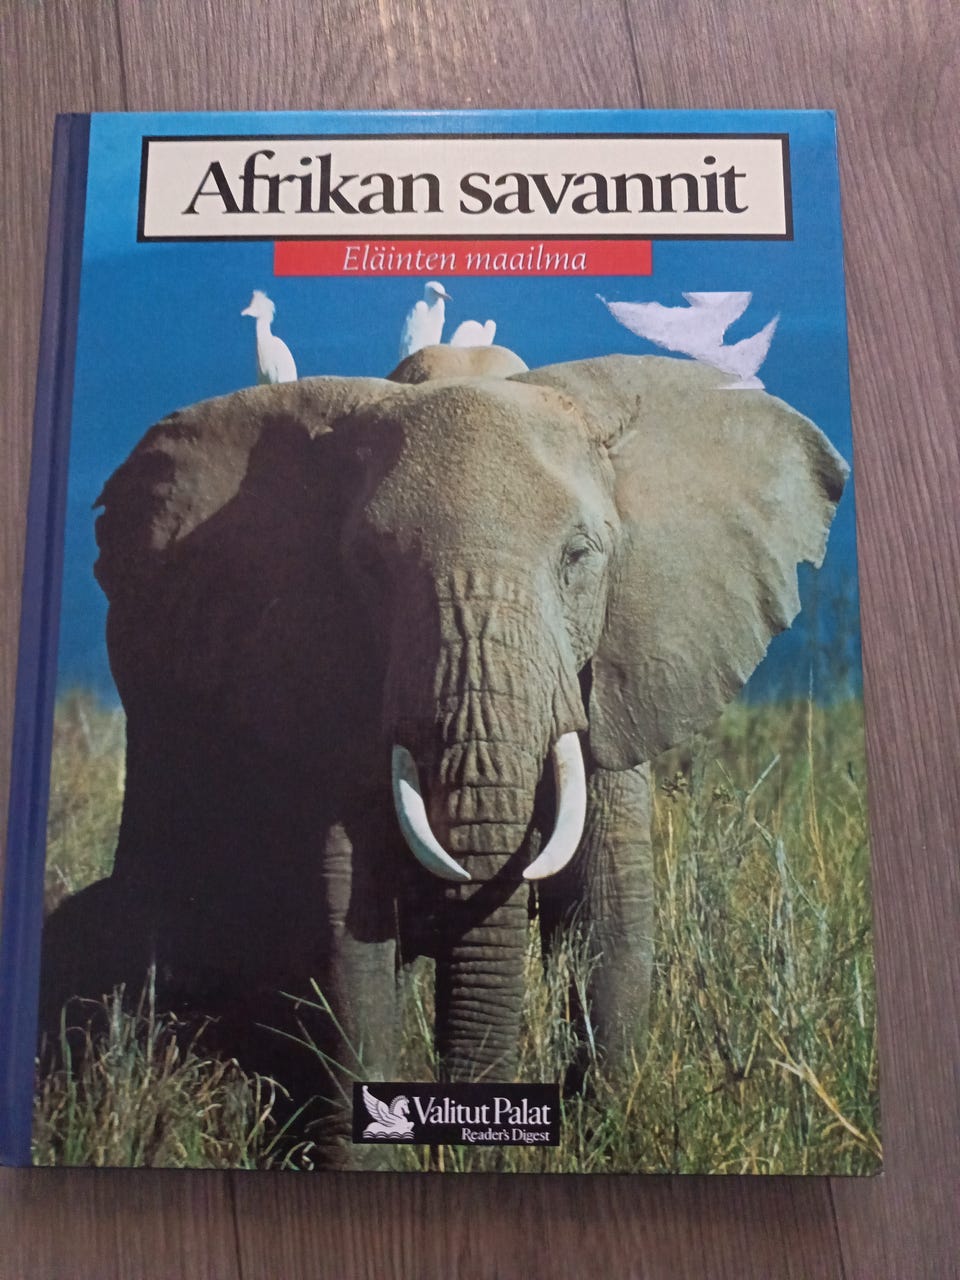 Afrikan savannit
Eläinten maailma
Valitut Palat
Reader's Digest